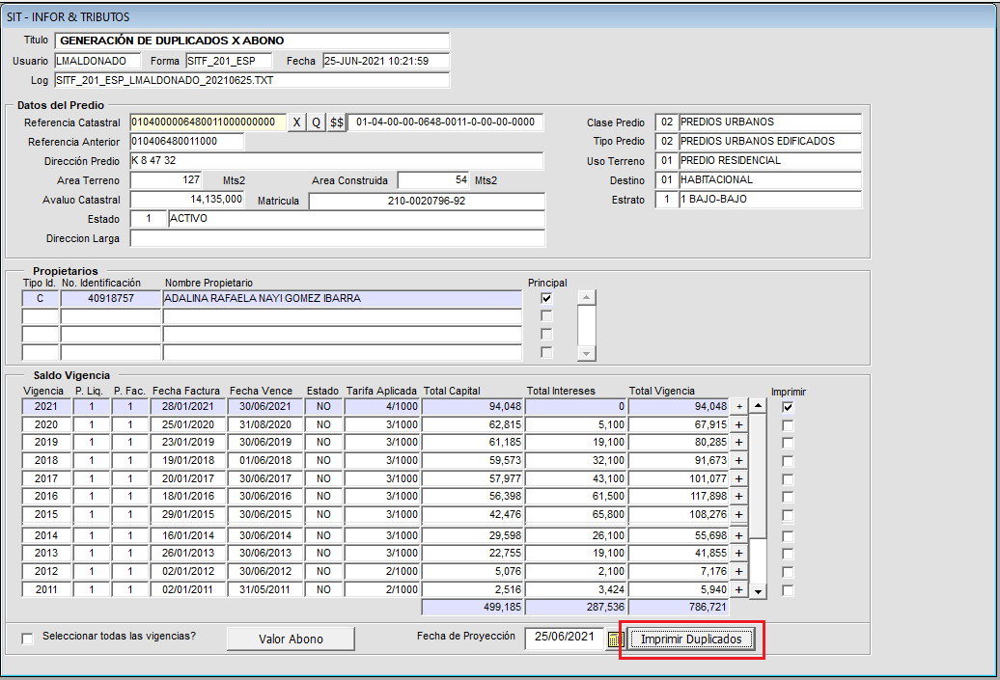 SIT - INFOR & TRIBUTOS
Titulo GENERACIÓN DE DUPLICADOS X ABONO
Usuario LMALDONADO Forma SITF_201_ESP Fecha 25-JUN-2021 10:21:59
Log SITF_201_ESP_LMALDONADO_20210625.TXT
Datos del Predio
Referencia Catastral 0104000006480011000000000 X Q $$ 01-04-00-00-0648-0011-0-00-00-0000 Clase Predio 02 PREDIOS URBANOS
Referencia Anterior 010406480011000 Tipo Predio 02 PREDIOS URBANOS EDIFICADOS
Dirección Predio K 8 47 32 Uso Terreno 01 PREDIO RESIDENCIAL
Area Terreno 127 Mts2 Area Construida 54 Mts2 Destino 01 HABITACIONAL
Avaluo Catastral 14,135,000 Matricula 210-0020796-92 Estrato 1 1 BAJO-BAJO
Estado 1 ACTIVO
Direccion Larga
Propietarios
Tipo Id. No. Identificación Nombre Propietario Principal
C 40918757 ADALINA RAFAELA NAYI GOMEZ IBARRA
Saldo Vigencia
Vigencia P. Liq. P. Fac. Fecha Factura Fecha Vence Estado Tarifa Aplicada Total Capital Total Intereses Total Vigencia Imprimir
2021 1 1 28/01/2021 30/06/2021 NO 4/1000 94,048 0 94,048 +
2020 1 1 25/01/2020 31/08/2020 NO 3/1000 62,815 5,100 67,915 +
2019 1 1 23/01/2019 30/06/2019 NO 3/1000 61,185 19,100 80,285 +
2018 1 1 19/01/2018 01/06/2018 NO 3/1000 59,573 32,100 91,673 +
2017 1 1 20/01/2017 30/06/2017 NO 3/1000 57,977 43,100 101,077 +
2016 1 1 18/01/2016 30/06/2016 NO 3/1000 56,398 61,500 117,898 +
2015 1 1 29/01/2015 30/06/2015 NO 3/1000 42,476 65,800 108,276 +
2014 1 1 16/01/2014 30/06/2014 NO 3/1000 29,598 26,100 55,698 +
2013 1 1 26/01/2013 30/06/2013 NO 3/1000 22,755 19,100 41,855 +
2012 1 1 02/01/2012 30/06/2012 NO 2/1000 5,076 2,100 7,176 +
2011 1 1 02/01/2011 31/05/2011 NO 2/1000 2,516 3,424 5,940 +
499,185 287,536 786,721
Seleccionar todas las vigencias? Valor Abono Fecha de Proyección 25/06/2021 Imprimir Duplicados